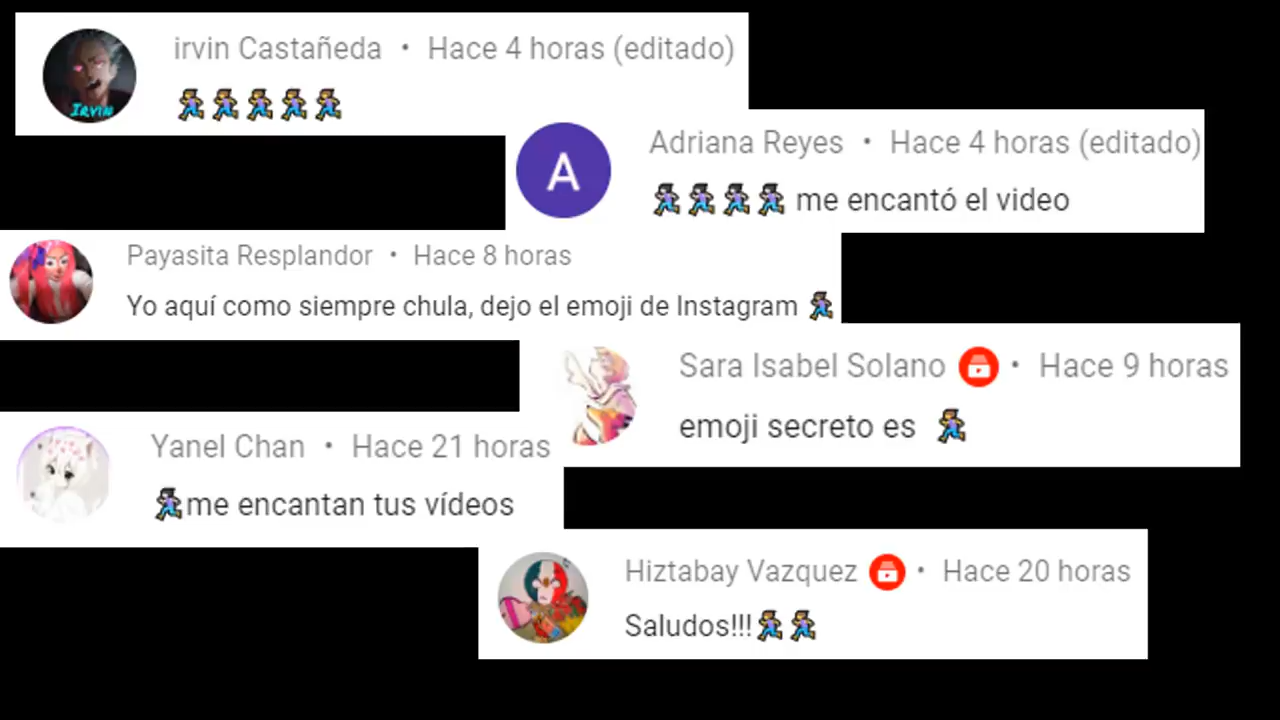 irvin Castañeda • Hace 4 horas (editado)
🏃🏃🏃🏃🏃
IRVIN
Adriana Reyes • Hace 4 horas (editado)
A
🏃🏃🏃🏃 me encantó el video
Payasita Resplandor • Hace 8 horas
Yo aquí como siempre chula, dejo el emoji de Instagram 🏃
Sara Isabel Solano • Hace 9 horas
emoji secreto es 🏃
Yanel Chan • Hace 21 horas
🏃me encantan tus vídeos
Hiztabay Vazquez • Hace 20 horas
Saludos!!!🏃🏃